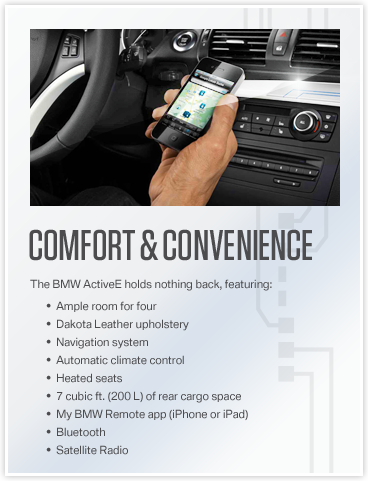 COMFORT & CONVENIENCE
The BMW ActiveE holds nothing back, featuring:
• Ample room for four
• Dakota Leather upholstery
• Navigation system
• Automatic climate control
• Heated seats
• 7 cubic ft. (200 L) of rear cargo space
• My BMW Remote app (iPhone or iPad)
• Bluetooth
• Satellite Radio